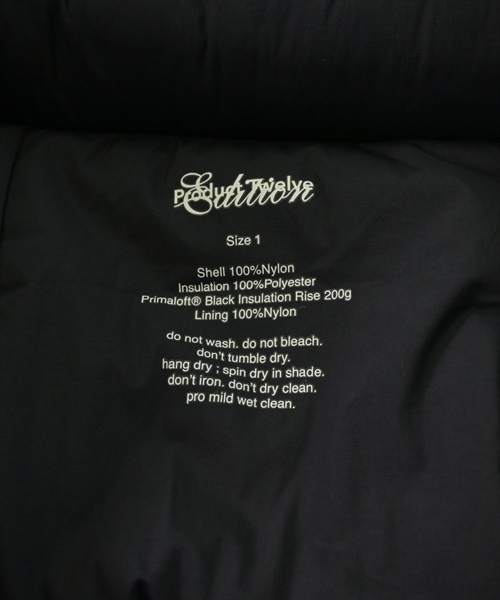 Product Twelve
Edition
Size 1
Shell 100%Nylon
Insulation 100%Polyester
Primaloft® Black Insulation Rise 200g
Lining 100%Nylon
do not wash. do not bleach.
don't tumble dry.
hang dry ; spin dry in shade.
don't iron. don't dry clean.
pro mild wet clean.